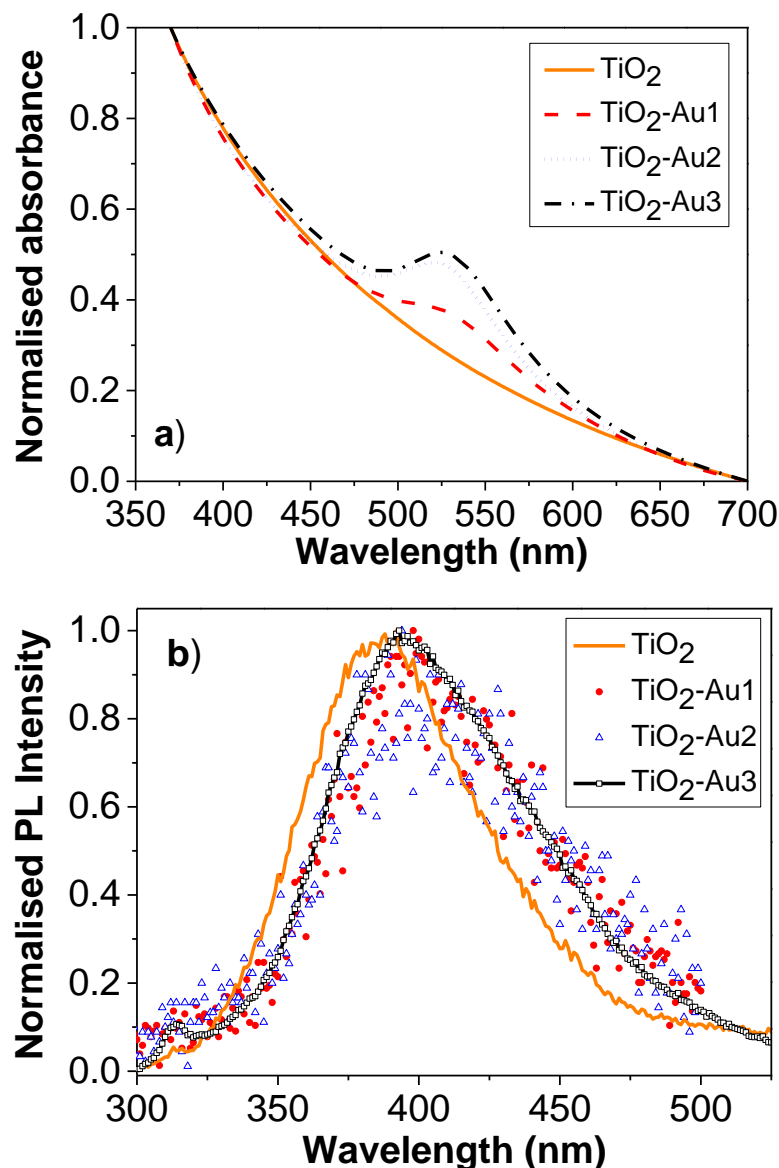 Normalised absorbance
1.0
0.8
0.6
0.4
0.2
0.0
TiO2
TiO2-Au1
TiO2-Au2
TiO2-Au3
a)
350 400 450 500 550 600 650 700
Wavelength (nm)
Normalised PL Intensity
1.0
0.8
0.6
0.4
0.2
0.0
b)
TiO2
TiO2-Au1
TiO2-Au2
TiO2-Au3
300 350 400 450 500
Wavelength (nm)